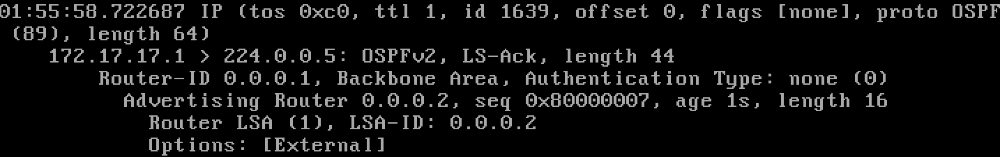 01:55:58.722687 IP (tos 0xc0, ttl 1, id 1639, offset 0, flags [none], proto OSPF
(89), length 64)
172.17.17.1 > 224.0.0.5: OSPFv2, LS-Ack, length 44
Router-ID 0.0.0.1, Backbone Area, Authentication Type: none (0)
Advertising Router 0.0.0.2, seq 0x80000007, age 1s, length 16
Router LSA (1), LSA-ID: 0.0.0.2
Options: [External]